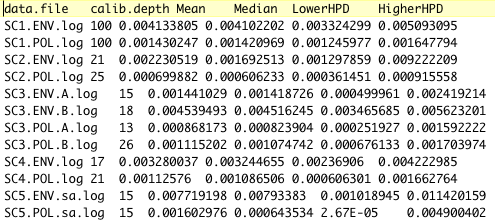 data.file calib.depth Mean Median LowerHPD HigherHPD
SC1.ENV.log 100 0.004133805 0.004102202 0.003324299 0.005093095
SC1.POL.log 100 0.001430247 0.001420969 0.001245977 0.001647794
SC2.ENV.log 21 0.002230519 0.001692513 0.001297859 0.009222209
SC2.POL.log 25 0.000699882 0.000606233 0.000361451 0.000915558
SC3.ENV.A.log 15 0.001441029 0.001418726 0.000499961 0.002419214
SC3.ENV.B.log 18 0.004539493 0.004516245 0.003465685 0.005623201
SC3.POL.A.log 13 0.000868173 0.000823904 0.000251927 0.001592222
SC3.POL.B.log 26 0.001115202 0.001074742 0.000676133 0.001703974
SC4.ENV.log 17 0.003280037 0.003244655 0.00236906 0.004222985
SC4.POL.log 21 0.00112576 0.001086506 0.000606301 0.001662764
SC5.ENV.sa.log 15 0.007719198 0.00793383 0.001018945 0.011420159
SC5.POL.sa.log 15 0.001602976 0.000643534 2.67E-05 0.004900402